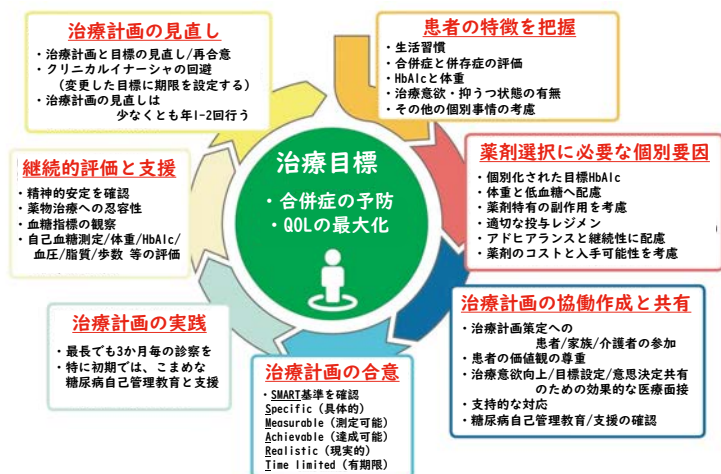 治療計画の見直し
・治療計画と目標の見直し/再合意
・クリニカルイナーシャの回避
（変更した目標に期限を設定する）
・治療計画の見直しは
少なくとも年1-2回行う
患者の特徴を把握
・生活習慣
・合併症と併存症の評価
・HbA1cと体重
・治療意欲・抑うつ状態の有無
・その他の個別事情の考慮
薬剤選択に必要な個別要因
・個別化された目標HbA1c
・体重と低血糖へ配慮
・薬剤特有の副作用を考慮
・適切な投与レジメン
・アドヒアランスと継続性に配慮
・薬剤のコストと入手可能性を考慮
治療計画の協働作成と共有
・治療計画策定への
患者/家族/介護者の参加
・患者の価値観の尊重
・治療意欲向上/目標設定/意思決定共有
のための効果的な医療面接
・支持的な対応
・糖尿病自己管理教育/支援の確認
治療計画の合意
・SMART基準を確認
Specific（具体的）
Measurable（測定可能）
Achievable（達成可能）
Realistic（現実的）
Time limited（有期限）
治療計画の実践
・最長でも3か月毎の診察を
・特に初期では、こまめな
糖尿病自己管理教育と支援
継続的評価と支援
・精神的安定を確認
・薬物治療への忍容性
・血糖指標の観察
・自己血糖測定/体重/HbA1c/
血圧/脂質/歩数 等の評価
治療目標
・合併症の予防
・QOLの最大化